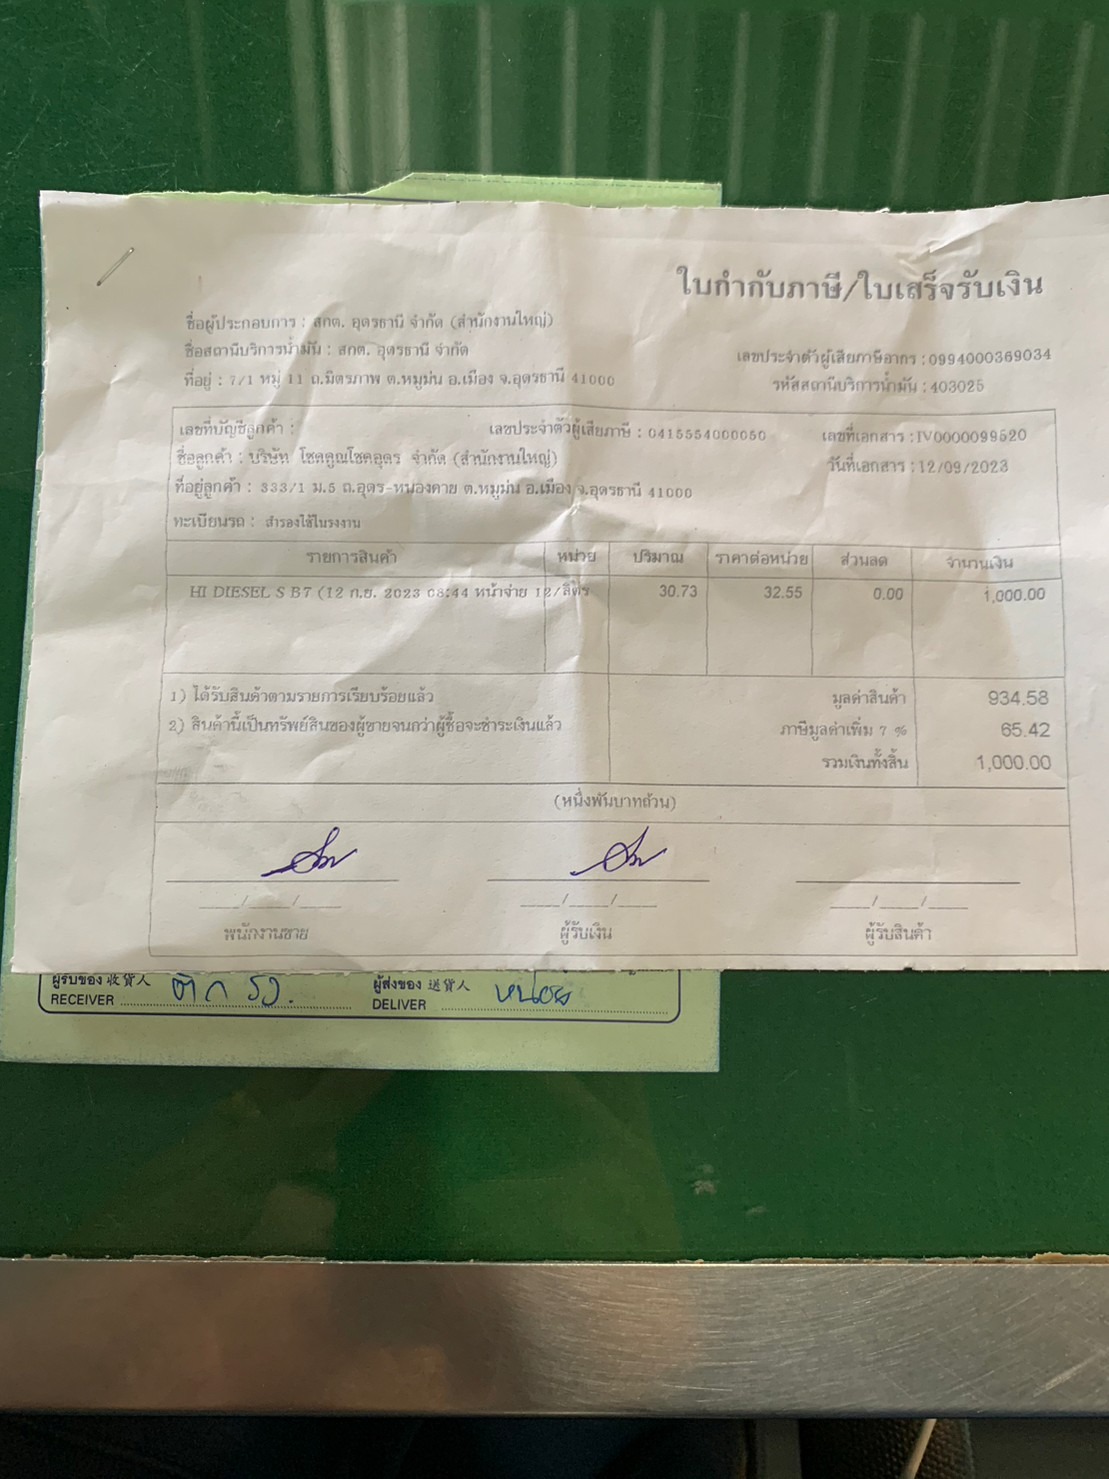 ใบกำกับภาษี/ใบเสร็จรับเงิน
ชื่อผู้ประกอบการ : สกต. อุดรธานี จำกัด (สำนักงานใหญ่)
ชื่อสถานีบริการน้ำมัน : สกต. อุดรธานี จำกัด
เลขประจำตัวผู้เสียภาษีอากร : 0994000369034
ที่อยู่ : 7/1 หมู่ 11 ถ.มิตรภาพ ต.หมูม่น อ.เมือง จ.อุดรธานี 41000
รหัสสถานีบริการน้ำมัน : 403025
เลขที่บัญชีลูกค้า : เลขประจำตัวผู้เสียภาษี : 0415554000050 เลขที่เอกสาร : IV0000099520
ชื่อลูกค้า : บริษัท โชคคูณโชคอุดร จำกัด (สำนักงานใหญ่) วันที่เอกสาร : 12/09/2023
ที่อยู่ลูกค้า : 333/1 ม.5 ถ.อุดร-หนองคาย ต.หมูม่น อ.เมือง จ.อุดรธานี 41000
ทะเบียนรถ : สำรองใช้ในรงงาน
รายการสินค้า หน่วย ปริมาณ ราคาต่อหน่วย ส่วนลด จำนวนเงิน
HI DIESEL S B7 (12 ก.ย. 2023 08:44 หน้าจ่าย 12/ลิตร 30.73 32.55 0.00 1,000.00
1) ได้รับสินค้าตามรายการเรียบร้อยแล้ว มูลค่าสินค้า 934.58
2) สินค้านี้เป็นทรัพย์สินของผู้ขายจนกว่าผู้ซื้อจะชำระเงินแล้ว ภาษีมูลค่าเพิ่ม 7 % 65.42
รวมเงินทั้งสิ้น 1,000.00
(หนึ่งพันบาทถ้วน)
___/___/___ ___/___/___ ___/___/___
พนักงานขาย ผู้รับเงิน ผู้รับสินค้า
ผู้รับของ 收貨人 ผู้ส่งของ 送貨人
RECEIVER DELIVER หน่อย